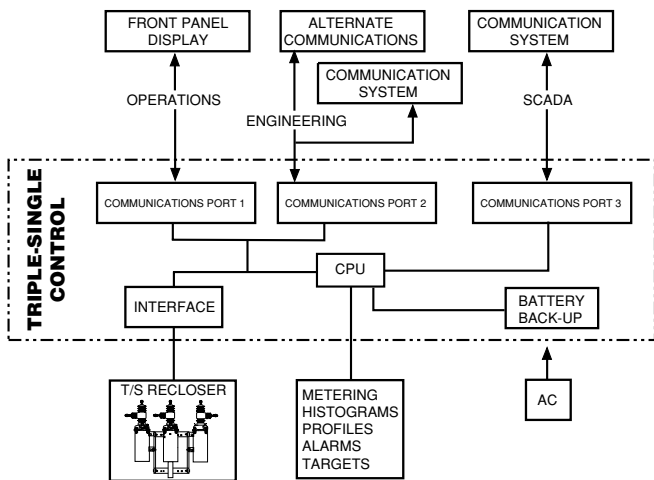 FRONT PANEL
DISPLAY
ALTERNATE
COMMUNICATIONS
COMMUNICATION
SYSTEM
COMMUNICATION
SYSTEM
OPERATIONS
ENGINEERING
SCADA
TRIPLE-SINGLE
CONTROL
COMMUNICATIONS PORT 1
COMMUNICATIONS PORT 2
COMMUNICATIONS PORT 3
CPU
INTERFACE
BATTERY
BACK-UP
T/S RECLOSER
METERING
HISTOGRAMS
PROFILES
ALARMS
TARGETS
AC